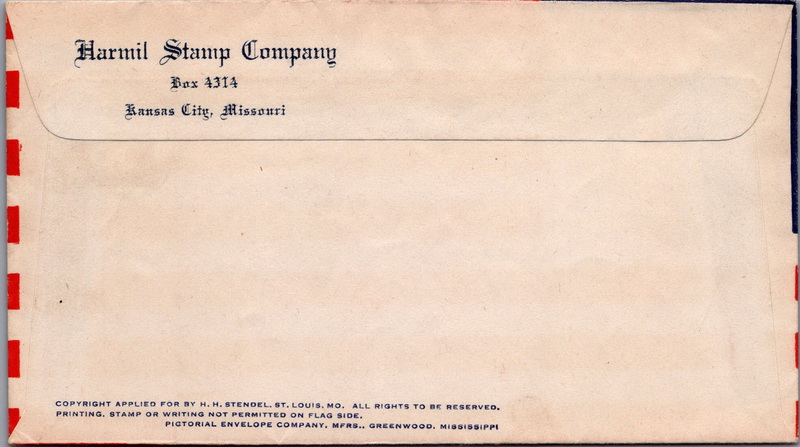 Harmil Stamp Company
Box 4314
Kansas City, Missouri
COPYRIGHT APPLIED FOR BY H. H. STENDEL, ST. LOUIS, MO. ALL RIGHTS TO BE RESERVED.
PRINTING, STAMP OR WRITING NOT PERMITTED ON FLAG SIDE.
PICTORIAL ENVELOPE COMPANY, MFRS., GREENWOOD, MISSISSIPPI